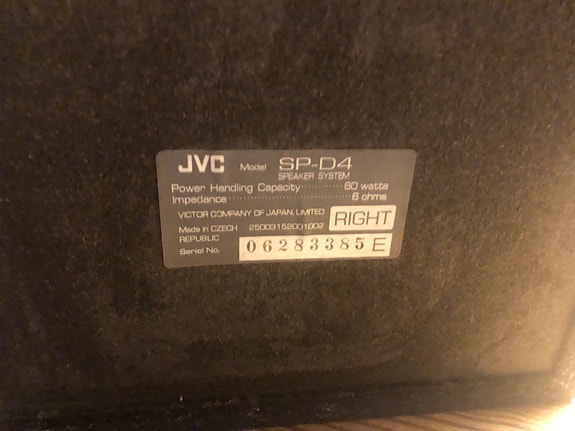 JVC Model SP-D4
SPEAKER SYSTEM
Power Handling Capacity ··········· 60 watts
Impedance ······························ 6 ohms
VICTOR COMPANY OF JAPAN, LIMITED
RIGHT
Made in CZECH 25003152001002
REPUBLIC
Serial No. 06283385 E